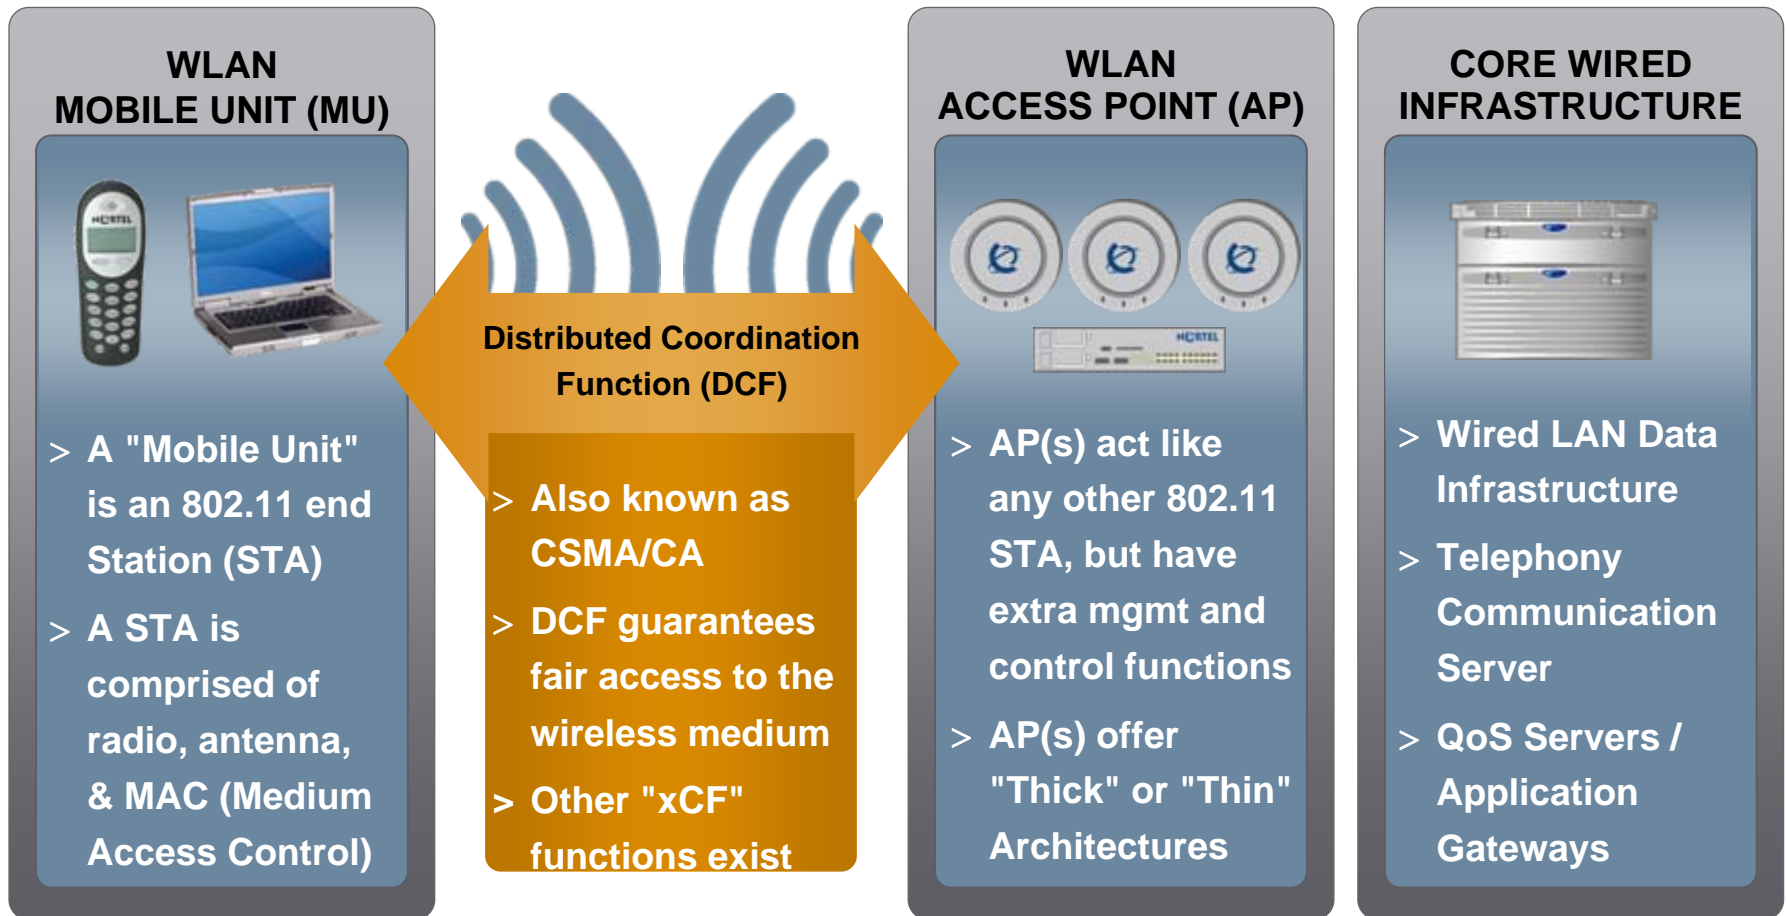 WLAN
MOBILE UNIT (MU)
NORTEL
> A "Mobile Unit"
is an 802.11 end
Station (STA)
> A STA is
comprised of
radio, antenna,
& MAC (Medium
Access Control)
Distributed Coordination
Function (DCF)
> Also known as
CSMA/CA
> DCF guarantees
fair access to the
wireless medium
> Other "xCF"
functions exist
WLAN
ACCESS POINT (AP)
NORTEL
> AP(s) act like
any other 802.11
STA, but have
extra mgmt and
control functions
> AP(s) offer
"Thick" or "Thin"
Architectures
CORE WIRED
INFRASTRUCTURE
> Wired LAN Data
Infrastructure
> Telephony
Communication
Server
> QoS Servers /
Application
Gateways